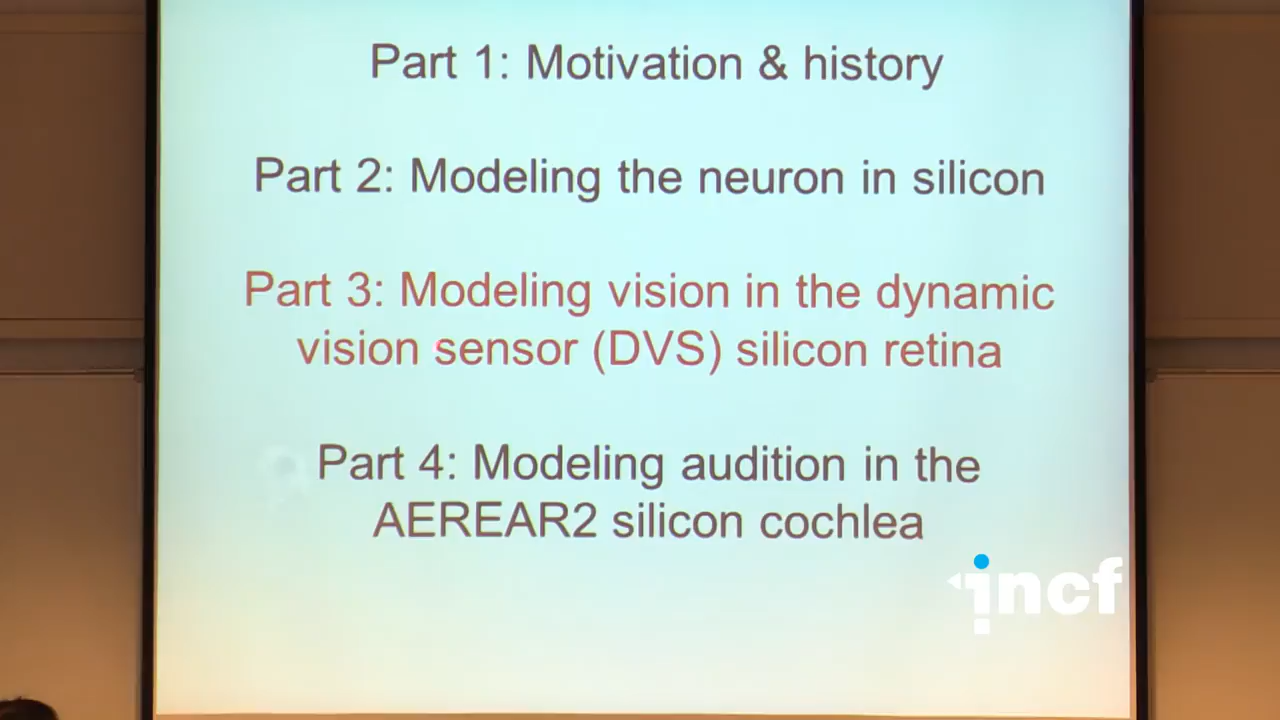 Part 1: Motivation & history
Part 2: Modeling the neuron in silicon
Part 3: Modeling vision in the dynamic
vision sensor (DVS) silicon retina
Part 4: Modeling audition in the
AEREAR2 silicon cochlea
incf